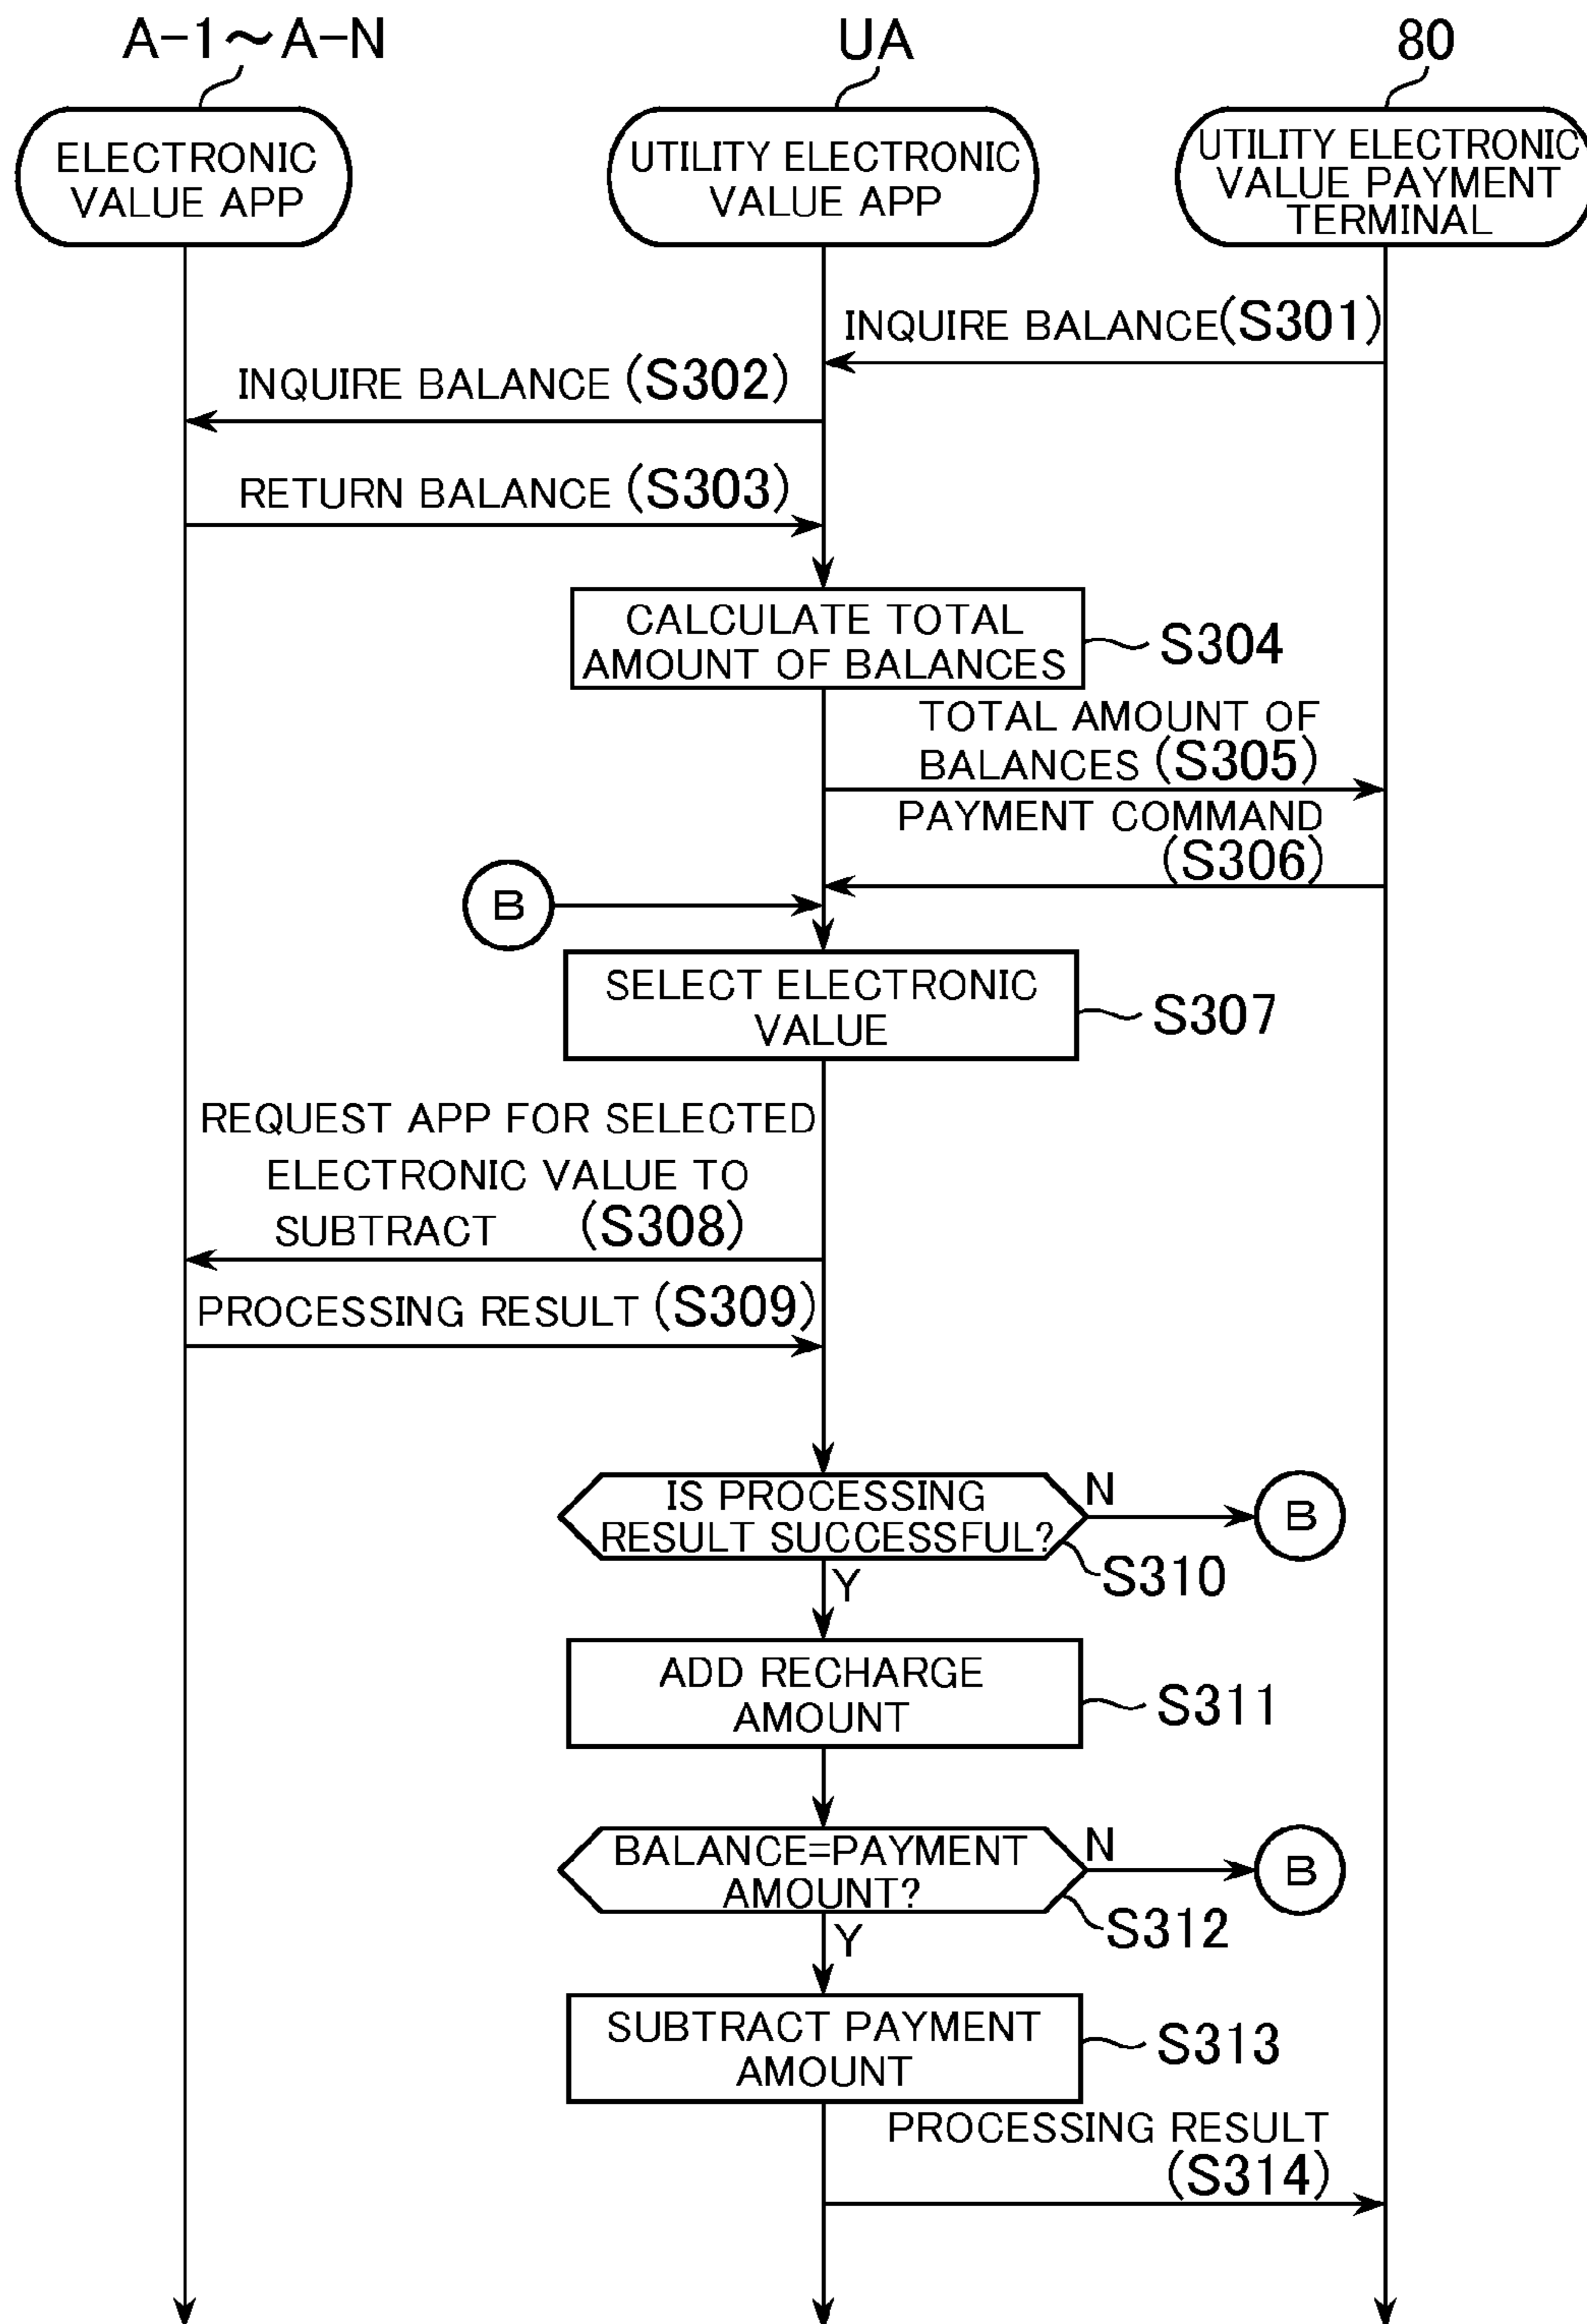 A-1～A-N
UA
80
ELECTRONIC
VALUE APP
UTILITY ELECTRONIC
VALUE APP
UTILITY ELECTRONIC
VALUE PAYMENT
TERMINAL
INQUIRE BALANCE(S301)
INQUIRE BALANCE (S302)
RETURN BALANCE (S303)
CALCULATE TOTAL
AMOUNT OF BALANCES
S304
TOTAL AMOUNT OF
BALANCES (S305)
PAYMENT COMMAND
(S306)
B
SELECT ELECTRONIC
VALUE
S307
REQUEST APP FOR SELECTED
ELECTRONIC VALUE TO
SUBTRACT (S308)
PROCESSING RESULT (S309)
IS PROCESSING
RESULT SUCCESSFUL?
N
B
S310
Y
ADD RECHARGE
AMOUNT
S311
BALANCE=PAYMENT
AMOUNT?
N
B
S312
Y
SUBTRACT PAYMENT
AMOUNT
S313
PROCESSING RESULT
(S314)